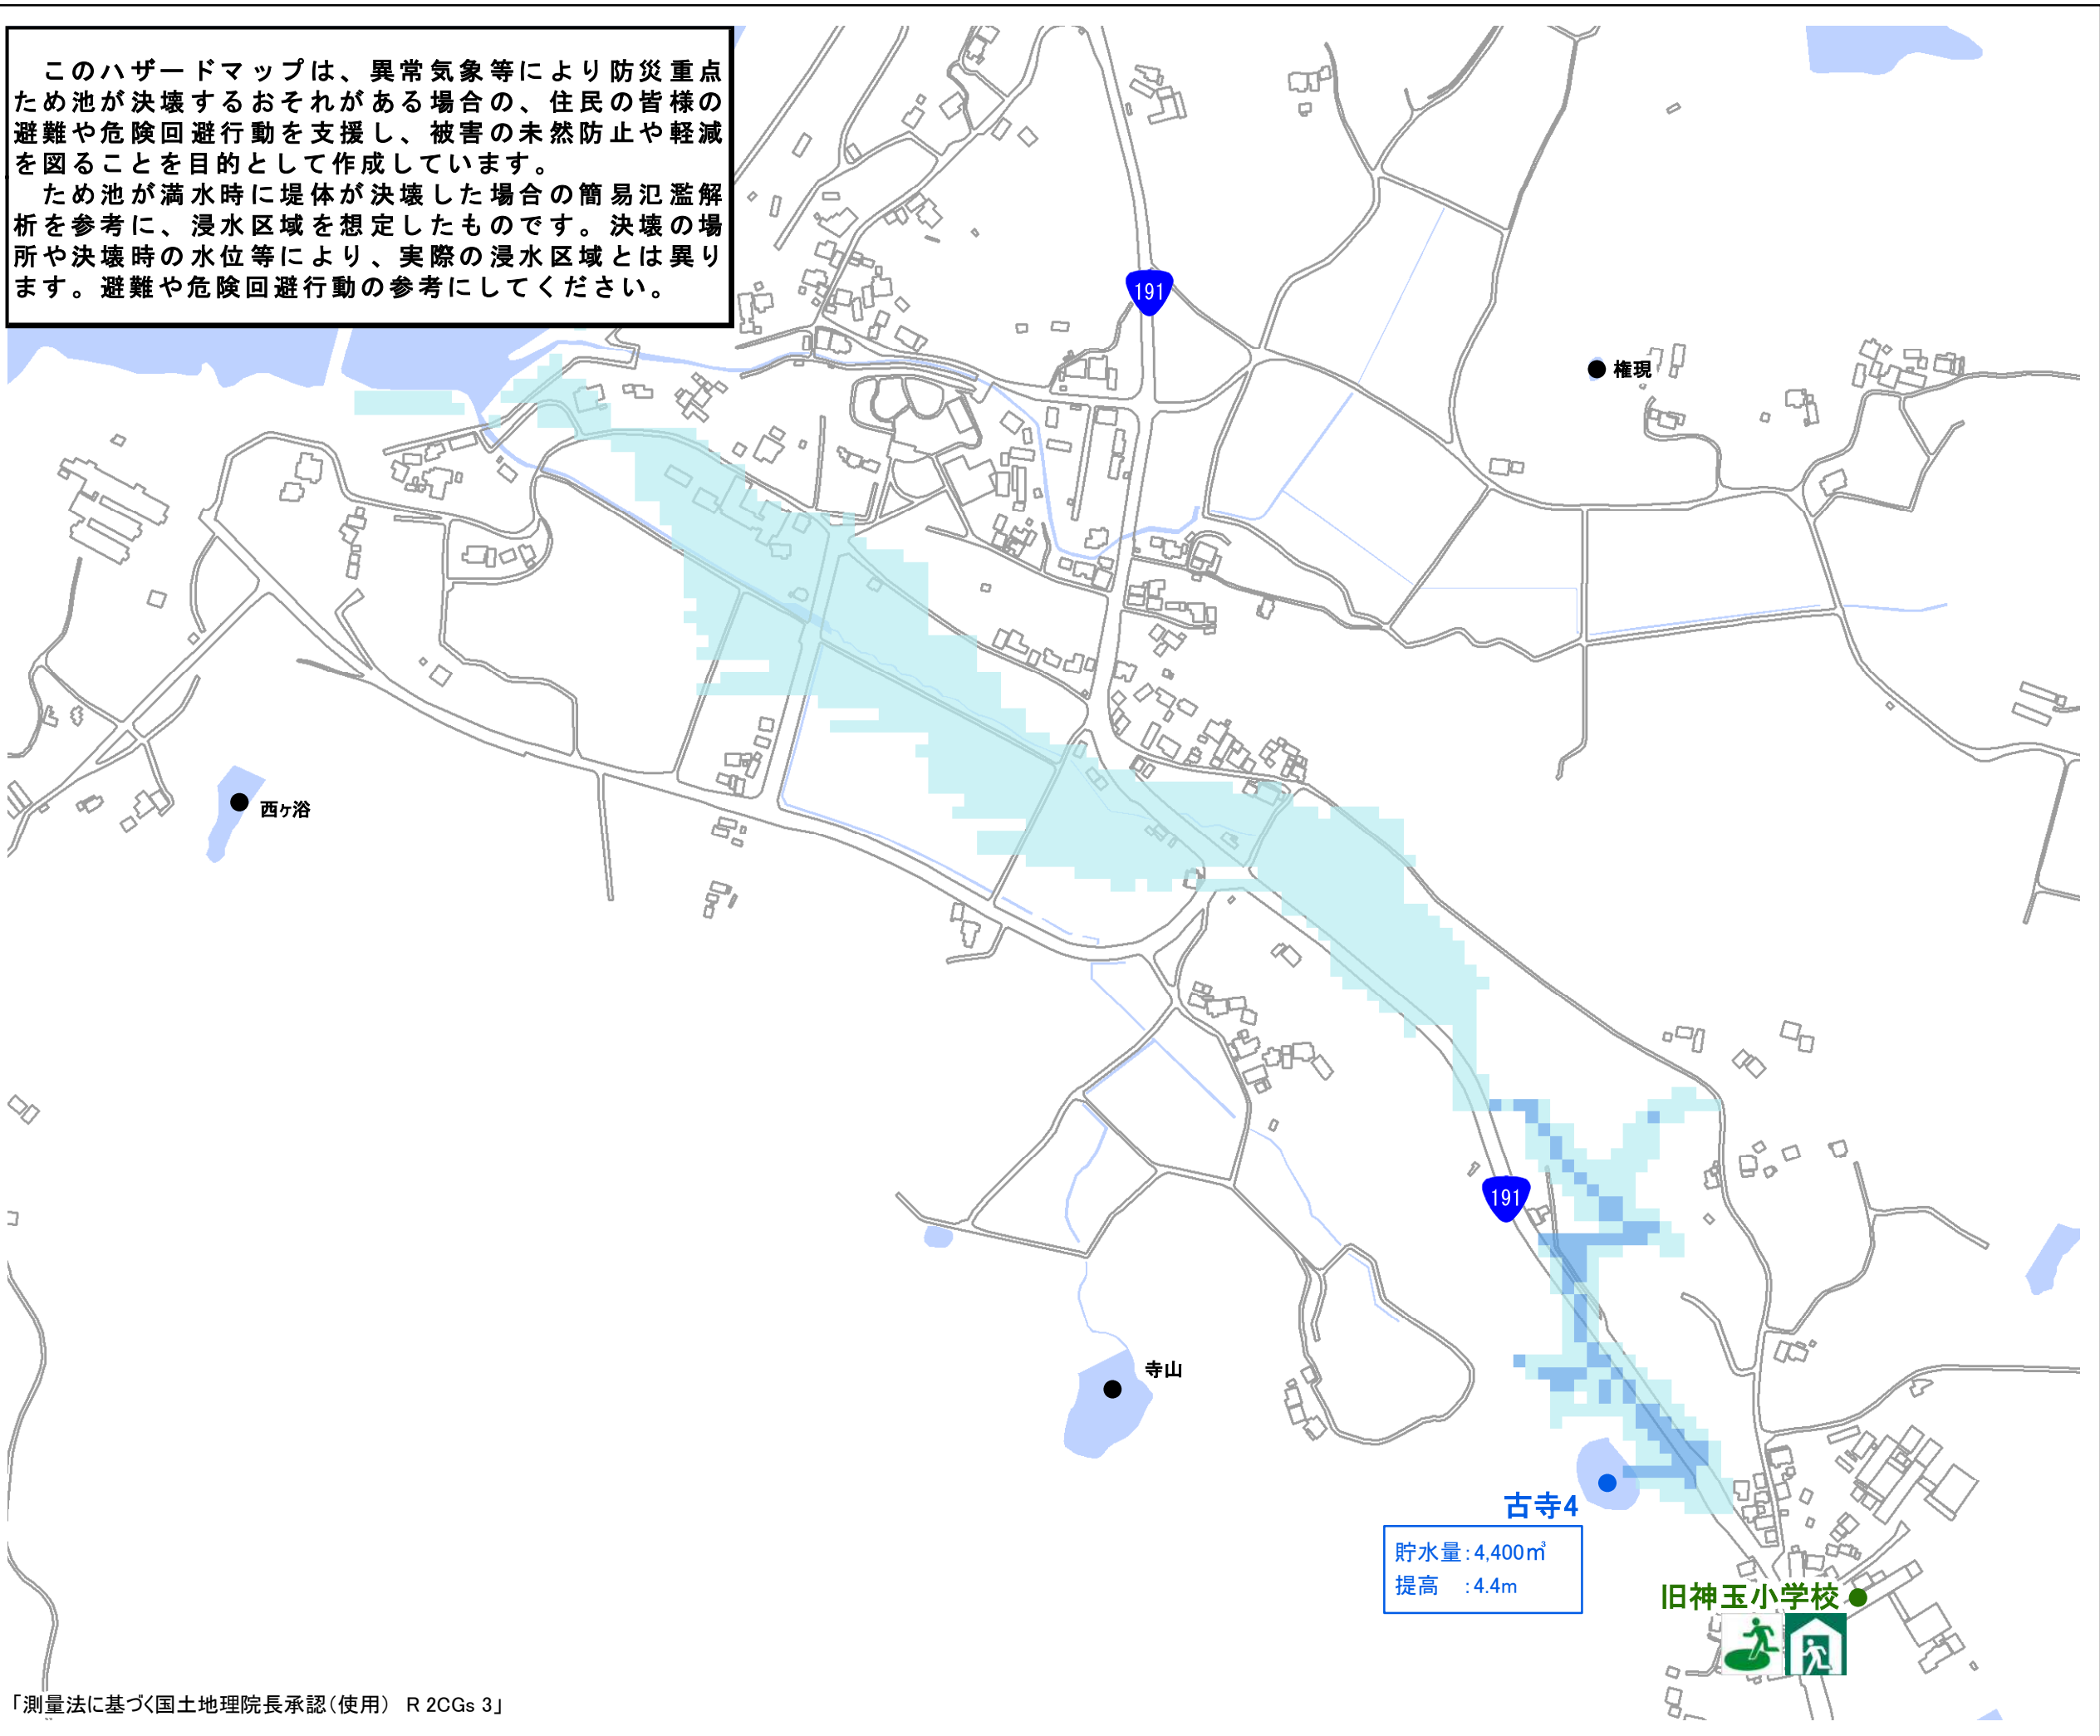 このハザードマップは、異常気象等により防災重点
ため池が決壊するおそれがある場合の、住民の皆様の
避難や危険回避行動を支援し、被害の未然防止や軽減
を図ることを目的として作成しています。
ため池が満水時に堤体が決壊した場合の簡易氾濫解
析を参考に、浸水区域を想定したものです。決壊の場
所や決壊時の水位等により、実際の浸水区域とは異り
ます。避難や危険回避行動の参考にしてください。
191
権現
西ヶ浴
191
寺山
古寺4
貯水量:4,400㎥
提高 :4.4m
旧神玉小学校
「測量法に基づく国土地理院長承認(使用) R 2CGs 3」